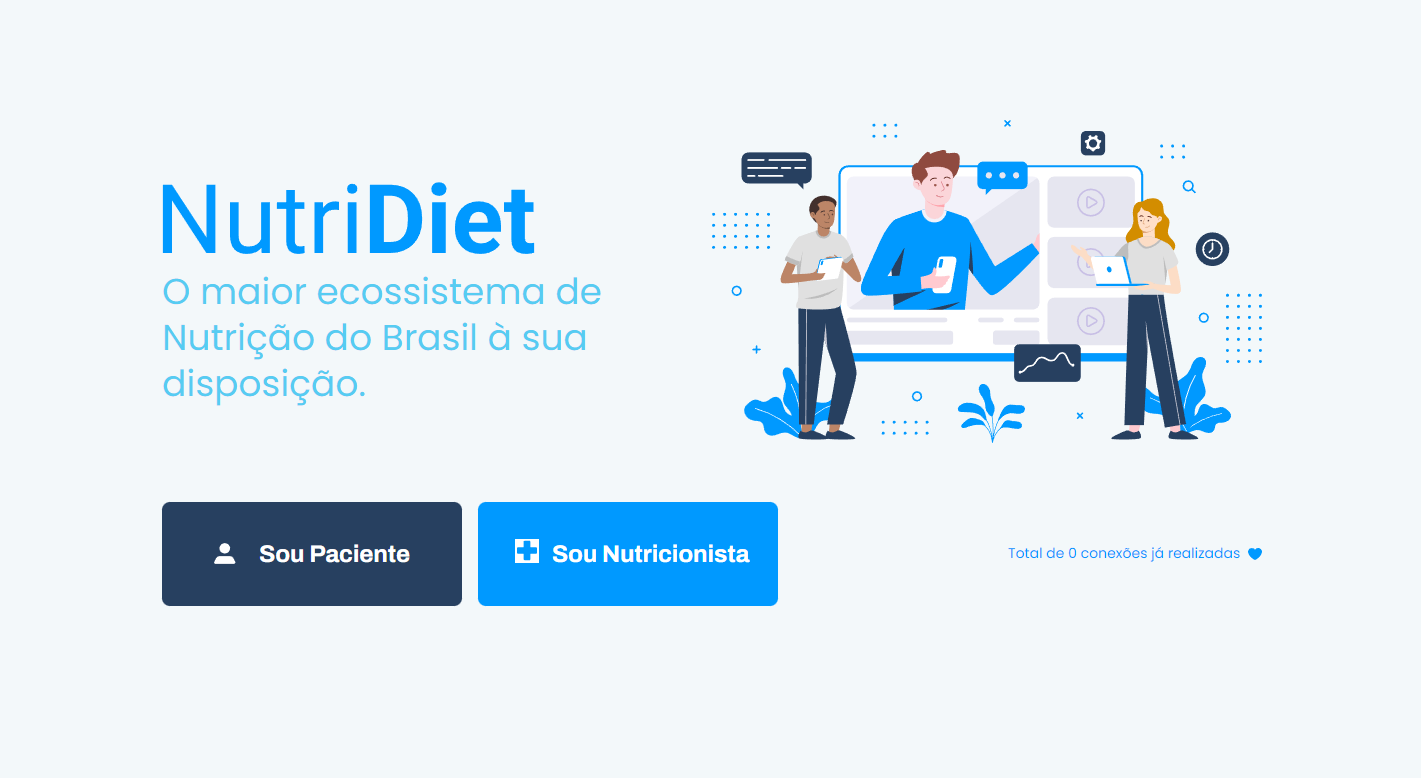 NutriDiet
O maior ecossistema de
Nutrição do Brasil à sua
disposição.
Sou Paciente
Sou Nutricionista
Total de 0 conexões já realizadas